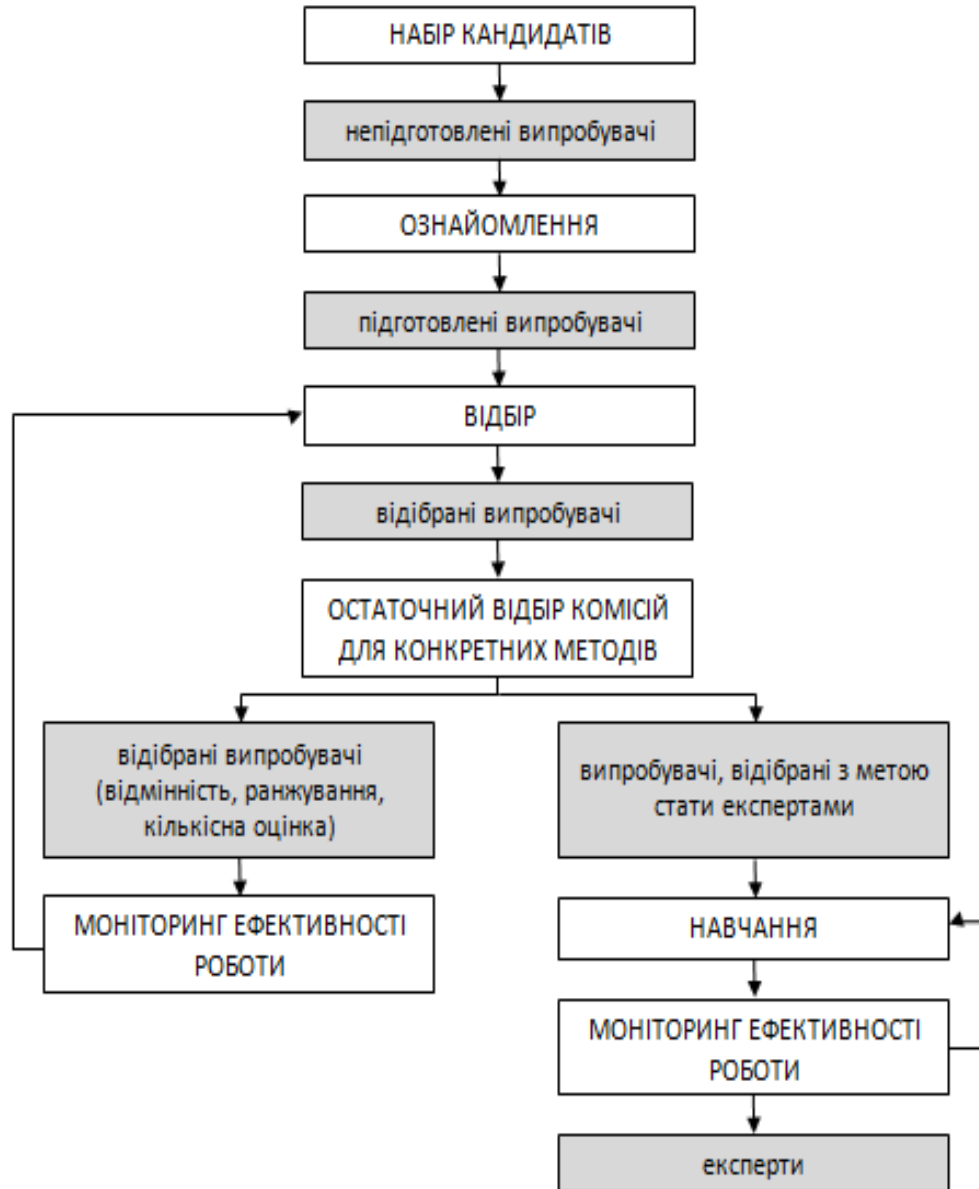 НАБІР КАНДИДАТІВ
непідготовлені випробувачі
ОЗНАЙОМЛЕННЯ
підготовлені випробувачі
ВІДБІР
відібрані випробувачі
ОСТАТОЧНИЙ ВІДБІР КОМІСІЙ
ДЛЯ КОНКРЕТНИХ МЕТОДІВ
відібрані випробувачі
(відмінність, ранжування,
кількісна оцінка)
МОНІТОРИНГ ЕФЕКТИВНОСТІ
РОБОТИ
випробувачі, відібрані з метою
стати експертами
НАВЧАННЯ
МОНІТОРИНГ ЕФЕКТИВНОСТІ
РОБОТИ
експерти